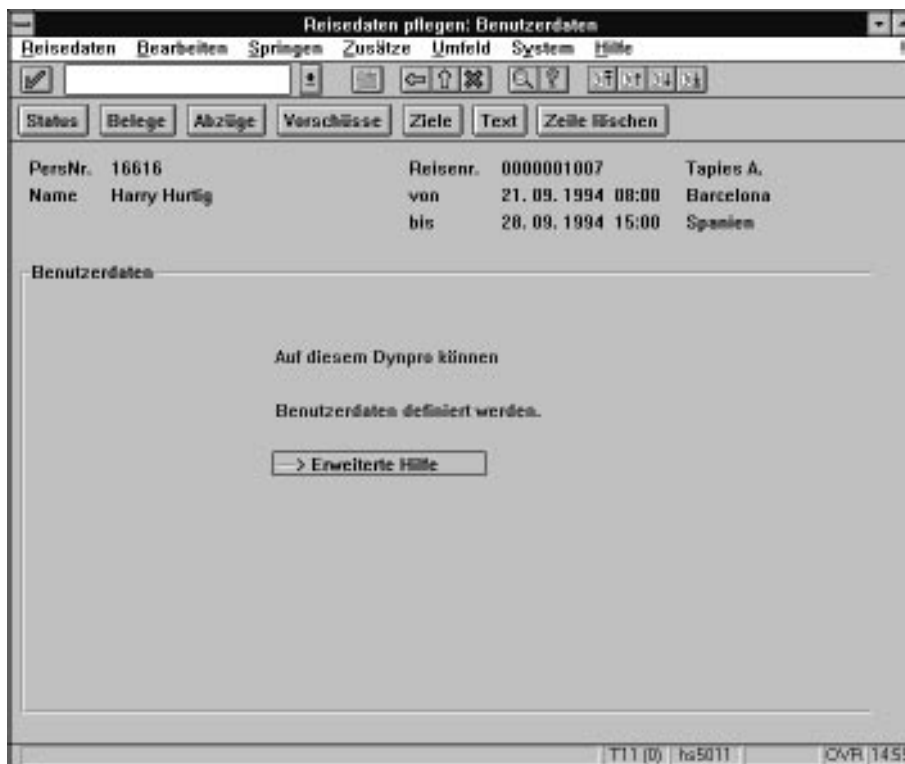 Reisedaten pflegen: Benutzerdaten
Reisedaten Bearbeiten Springen Zusätze Umfeld System Hilfe
Status Belege Abzüge Vorschüsse Ziele Text Zeile löschen
PersNr. 16616 Reisenr. 0000001007 Tapies A.
Name Harry Hurtig von 21.09.1994 08:00 Barcelona
bis 28.09.1994 15:00 Spanien
Benutzerdaten
Auf diesem Dynpro können
Benutzerdaten definiert werden.
—> Erweiterte Hilfe
T11 (0) hs5011 OVR